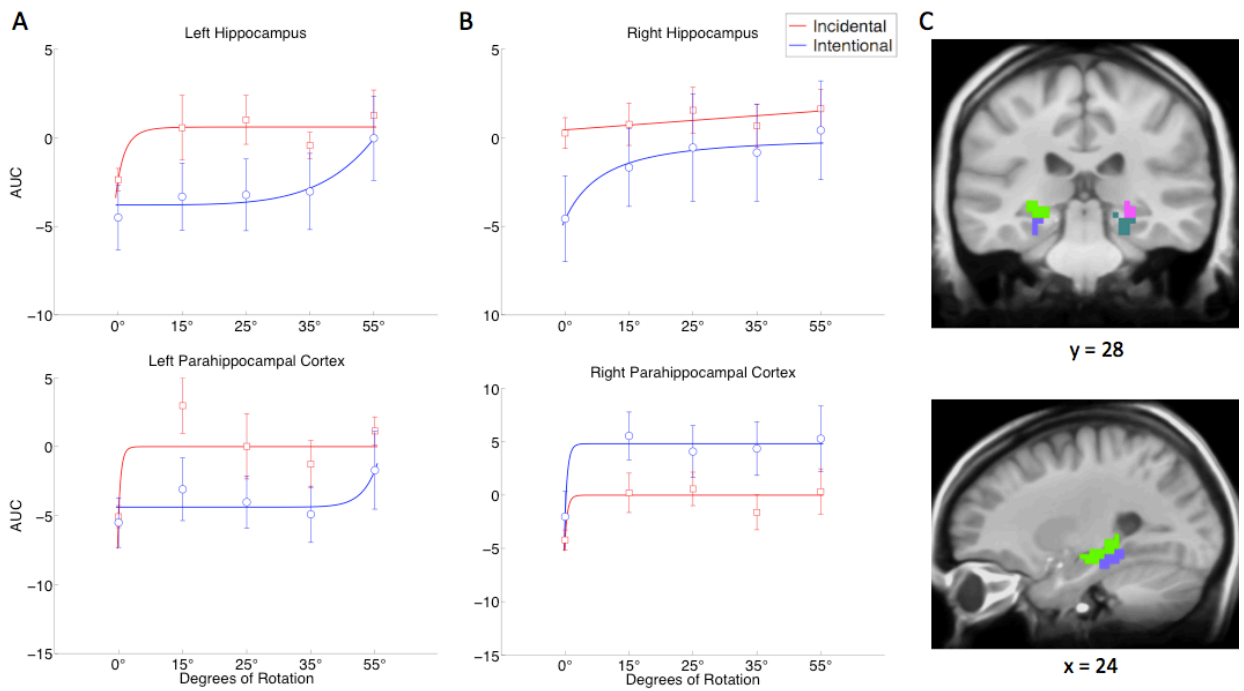 A
Left Hippocampus
5
0
−5
−10
AUC
0° 15° 25° 35° 55°
Left Parahippocampal Cortex
5
0
−5
−10
−15
AUC
0° 15° 25° 35° 55°
Degrees of Rotation
B
Right Hippocampus
Incidental
Intentional
5
0
−5
10
0° 15° 25° 35° 55°
Right Parahippocampal Cortex
10
5
0
−5
−10
−15
0° 15° 25° 35° 55°
Degrees of Rotation
C
y = 28
x = 24